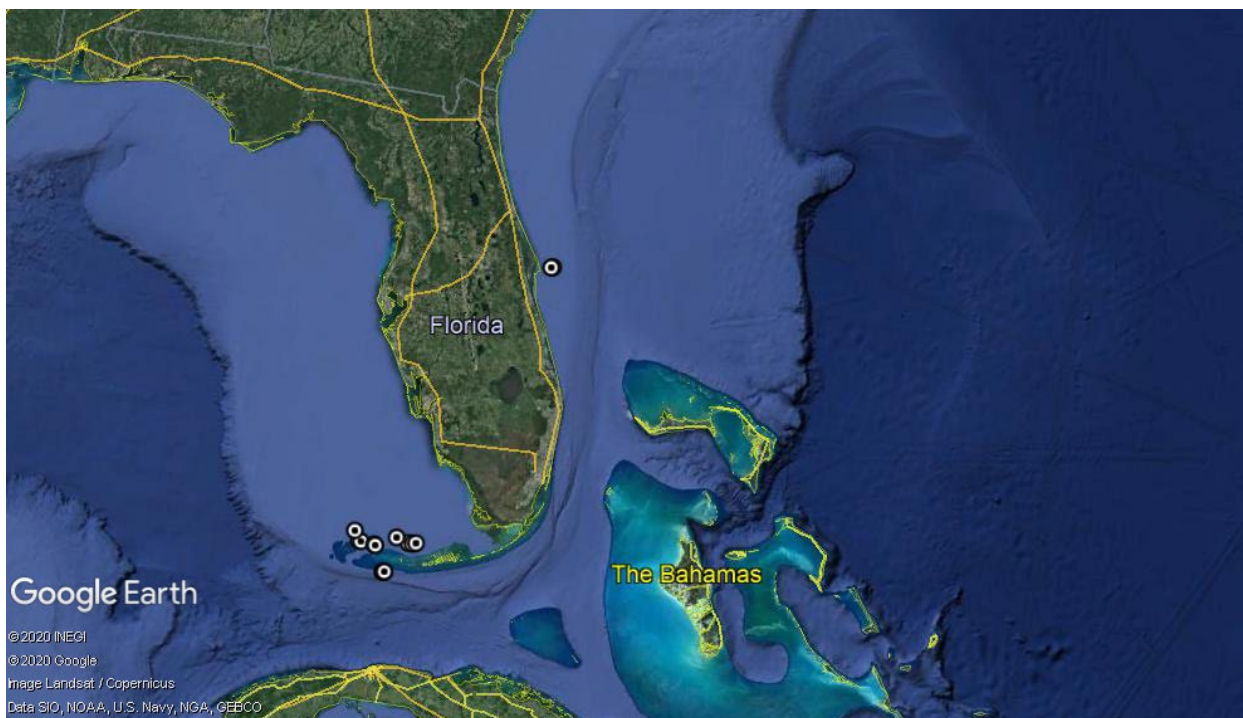 Florida
The Bahamas
Google Earth
© 2020 INEGI
© 2020 Google
Image Landsat / Copernicus
Data SIO, NOAA, U.S. Navy, NGA, GEBCO